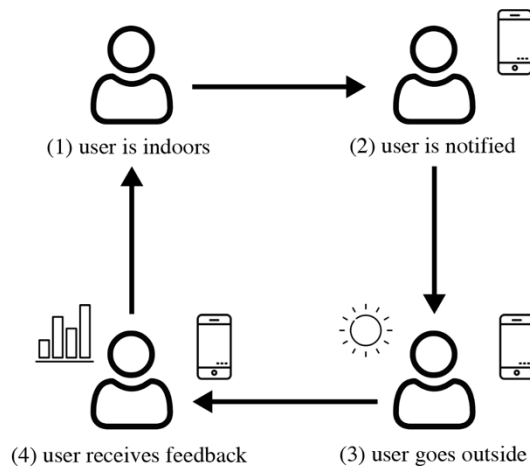 (1) user is indoors
(2) user is notified
(4) user receives feedback
(3) user goes outside